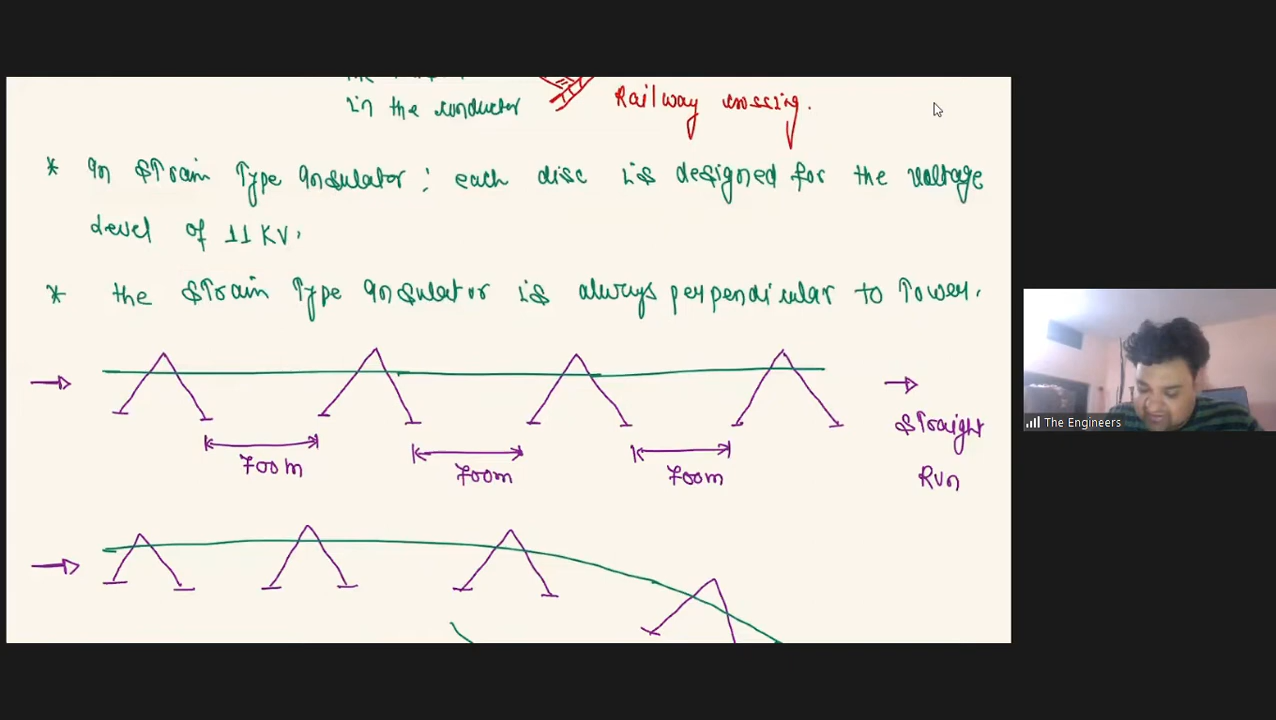 in the conductor
Railway crossing.
* In Strain Type Insulator : each disc is designed for the voltage
level of 11 KV.
* the Strain Type Insulator is always perpendicular to Tower.
700m
700m
700m
Straight
Run
The Engineers